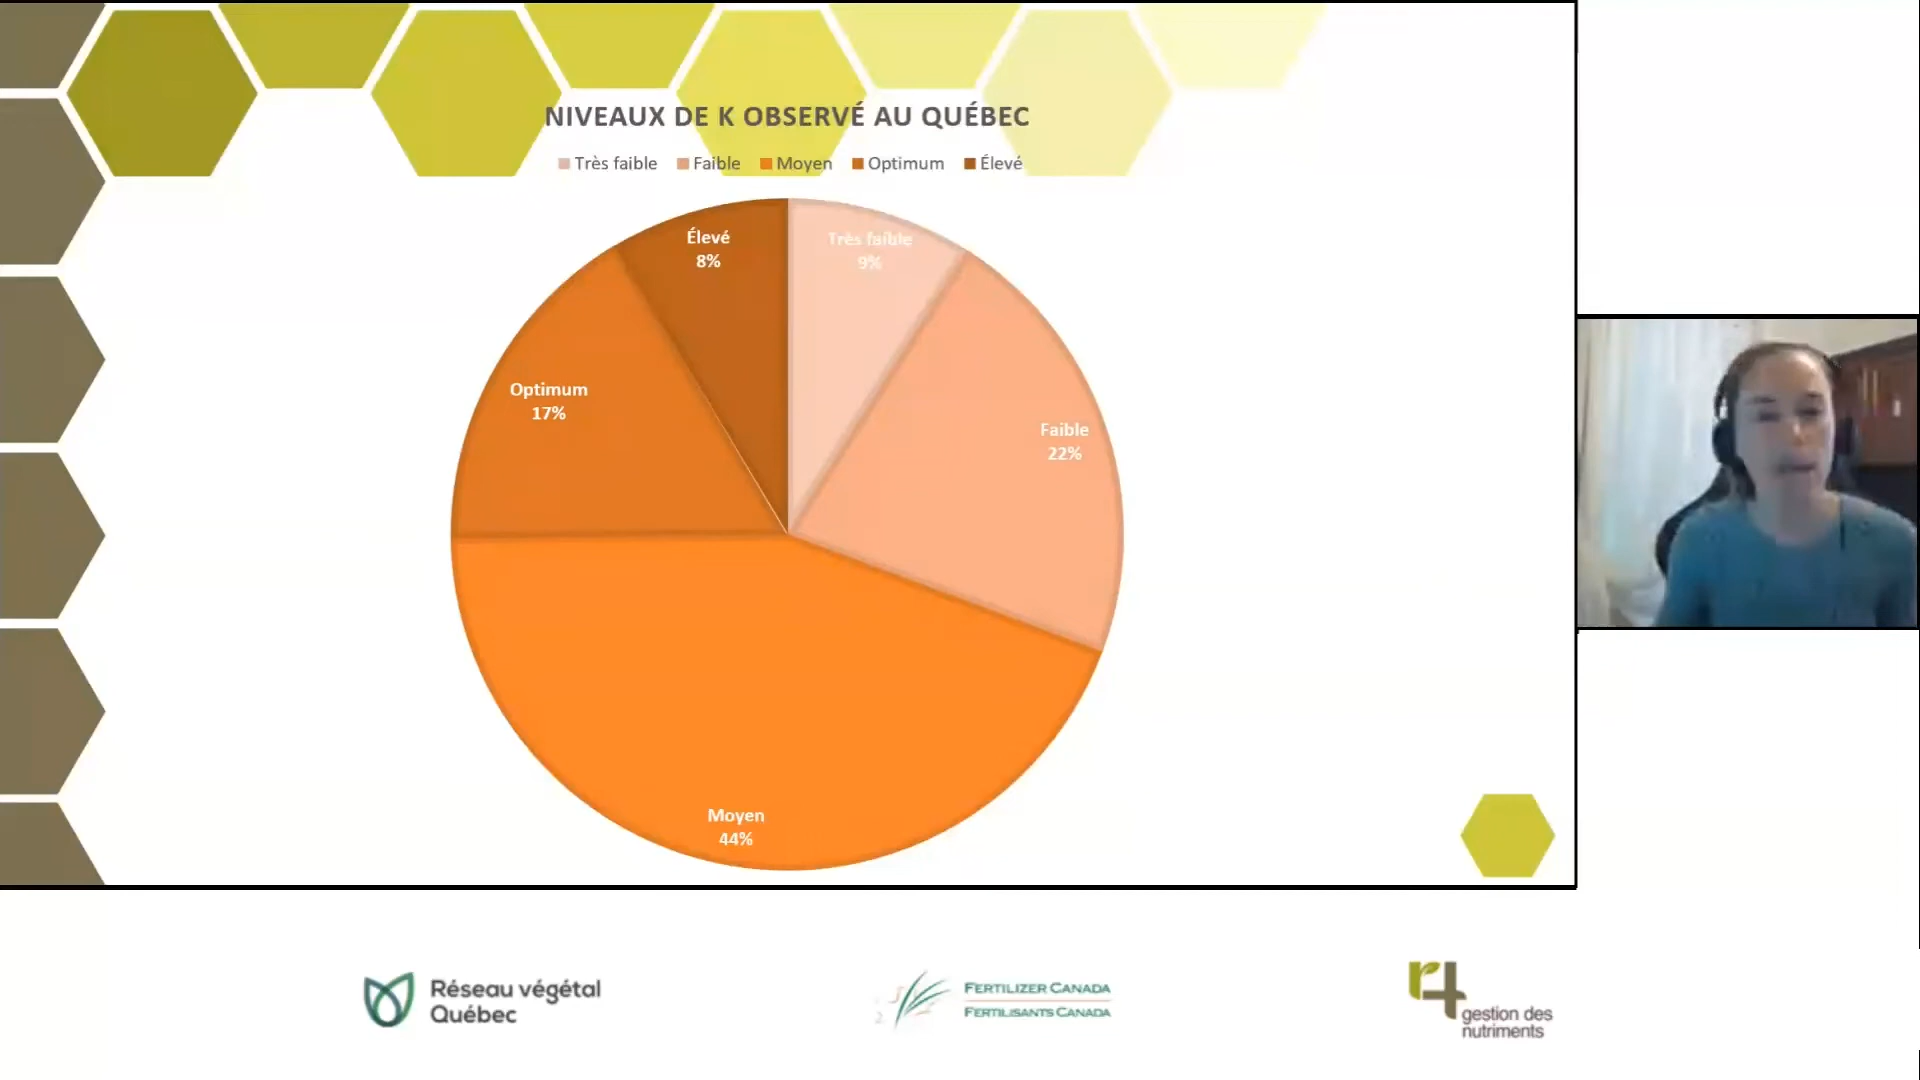 NIVEAUX DE K OBSERVÉ AU QUÉBEC
Très faible Faible Moyen Optimum Élevé
Élevé
8%
Très faible
9%
Optimum
17%
Faible
22%
Moyen
44%
Réseau végétal
Québec
FERTILIZER CANADA
FERTILISANTS CANADA
r4
gestion des
nutriments